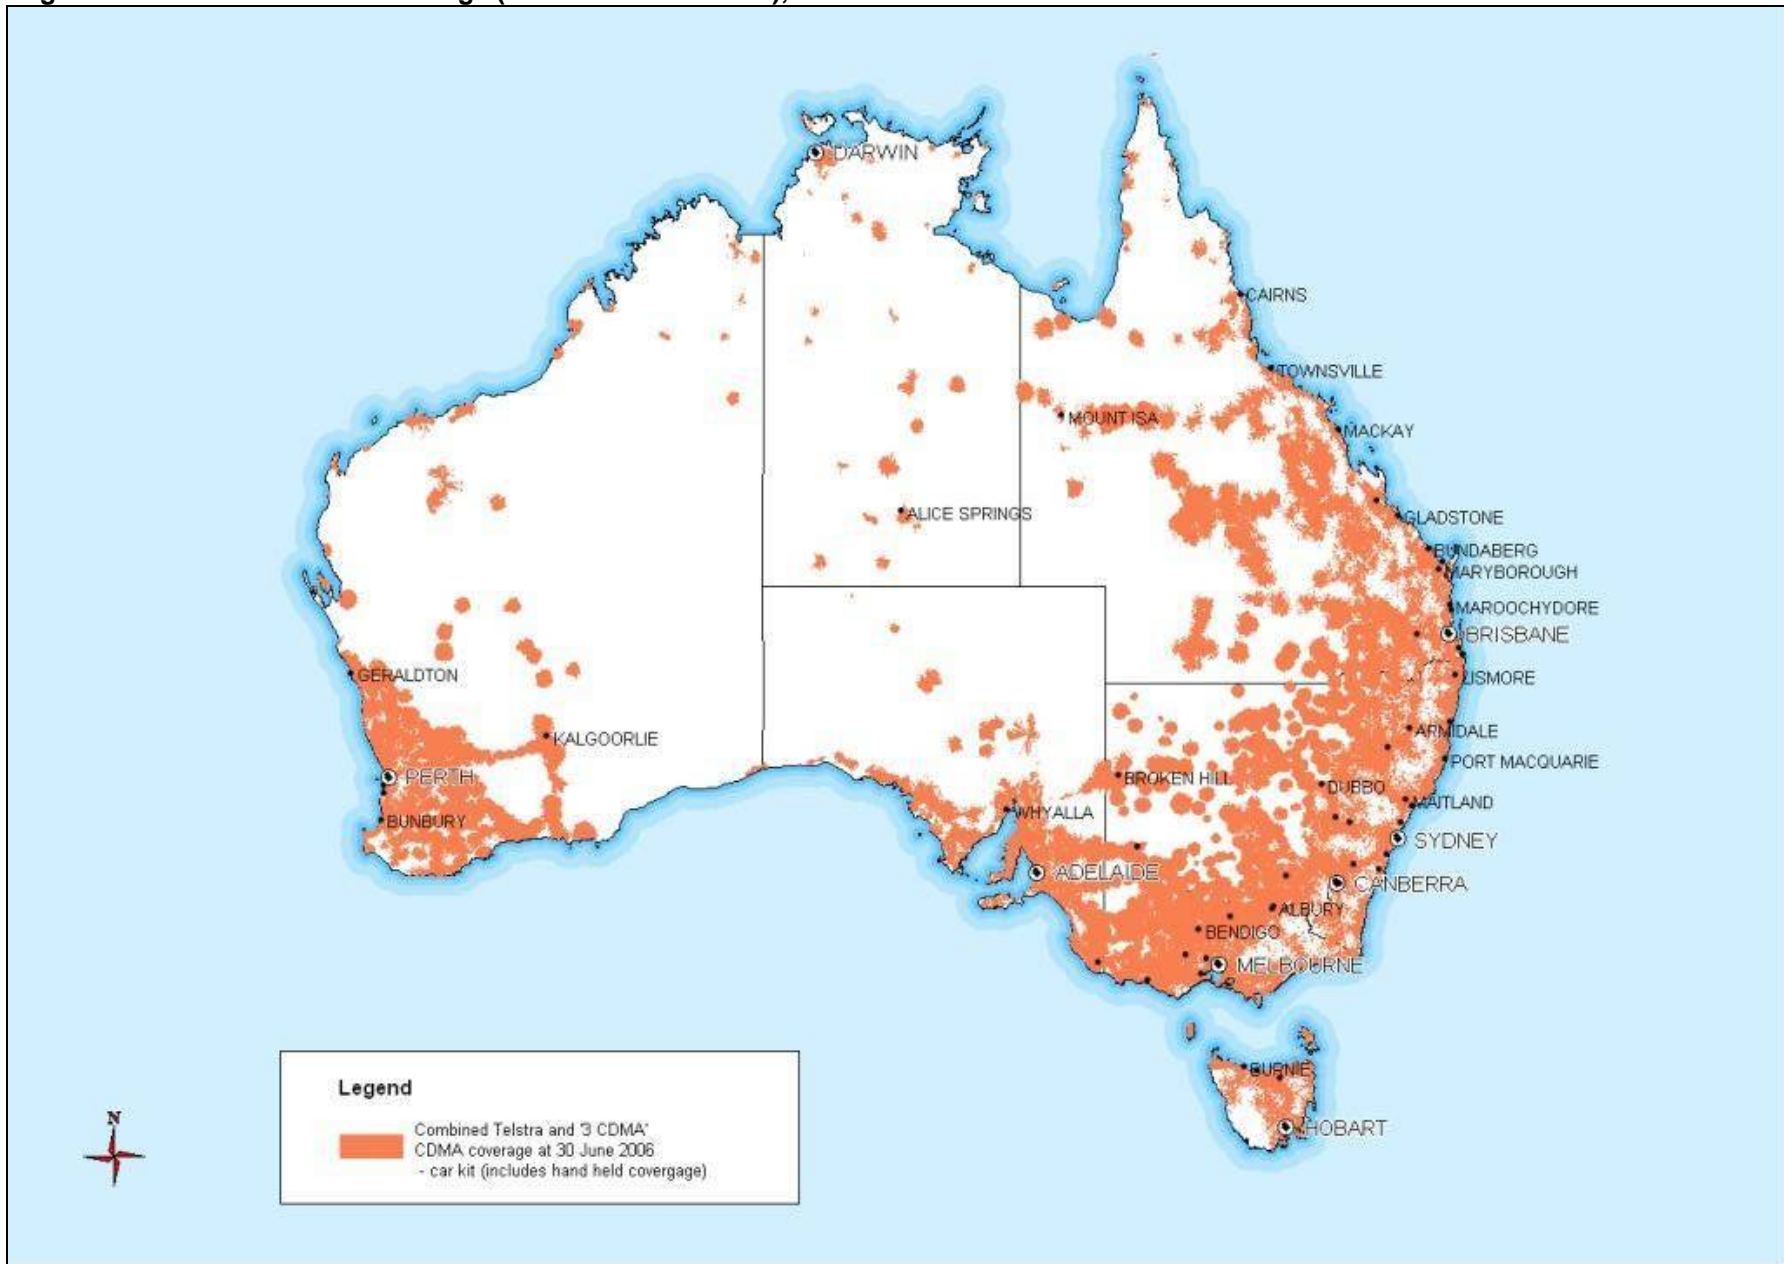 DARWIN
CAIRNS
TOWNSVILLE
MOUNT ISA
MACKAY
ALICE SPRINGS
GLADSTONE
BUNDABERG
MARYBOROUGH
MAROOCHYDORE
BRISBANE
GERALDTON
LISMORE
ARMIDALE
KALGOORLIE
PORT MACQUARIE
PERTH
BROKEN HILL
DUBBO
MAITLAND
WHYALLA
BUNBURY
SYDNEY
ADELAIDE
CANBERRA
ALBURY
BENDIGO
MELBOURNE
BURNIE
HOBART
Legend
Combined Telstra and '3 CDMA'
CDMA coverage at 30 June 2006
- car kit (includes hand held covergage)
N